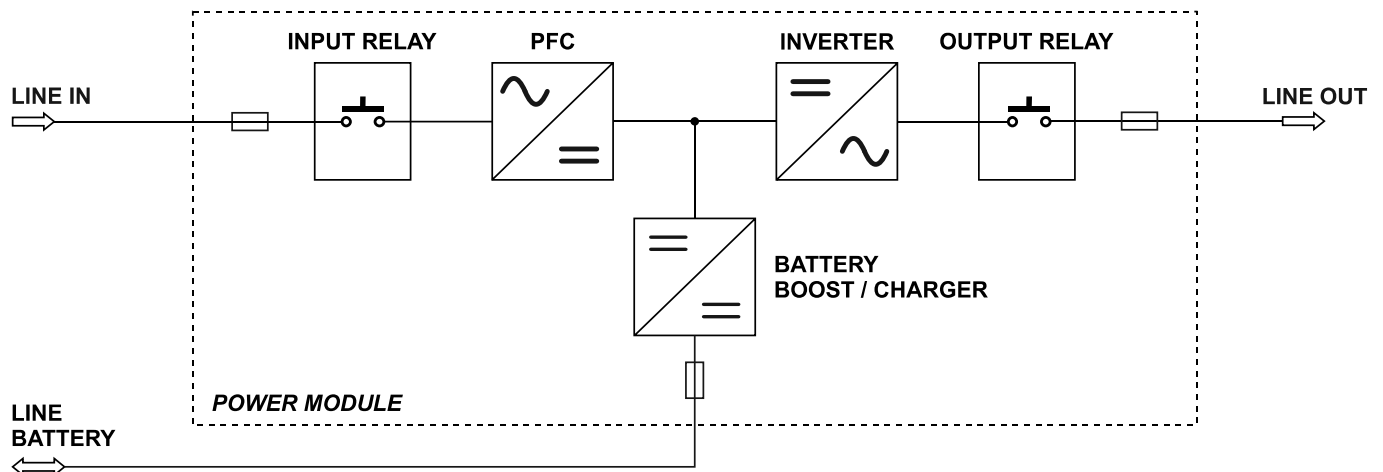 INPUT RELAY
PFC
INVERTER
OUTPUT RELAY
LINE IN
LINE OUT
BATTERY
BOOST / CHARGER
POWER MODULE
LINE
BATTERY